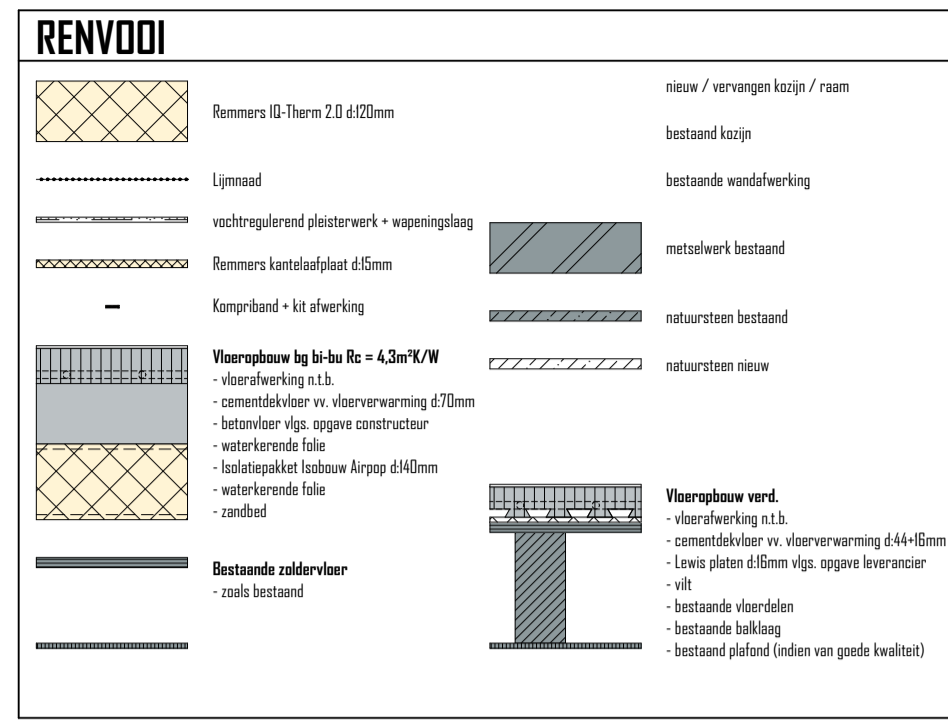 RENVOOI
Remmers IQ-Therm 2.0 d:120mm
Lijmnaad
vochtregulerend pleisterwerk + wapeningslaag
Remmers kantelaafplaat d:15mm
Kompriband + kit afwerking
Vloeropbouw bg bi-bu Rc = 4,3m²K/W
- vloerafwerking n.t.b.
- cementdekvloer vv. vloerverwarming d:70mm
- betonvloer vlgs. opgave constructeur
- waterkerende folie
- Isolatiepakket Isobouw Airpop d:140mm
- waterkerende folie
- zandbed
Bestaande zoldervloer
- zoals bestaand
nieuw / vervangen kozijn / raam
bestaand kozijn
bestaande wandafwerking
metselwerk bestaand
natuursteen bestaand
natuursteen nieuw
Vloeropbouw verd.
- vloerafwerking n.t.b.
- cementdekvloer vv. vloerverwarming d:44+16mm
- Lewis platen d:16mm vlgs. opgave leverancier
- vilt
- bestaande vloerdelen
- bestaande balklaag
- bestaand plafond (indien van goede kwaliteit)